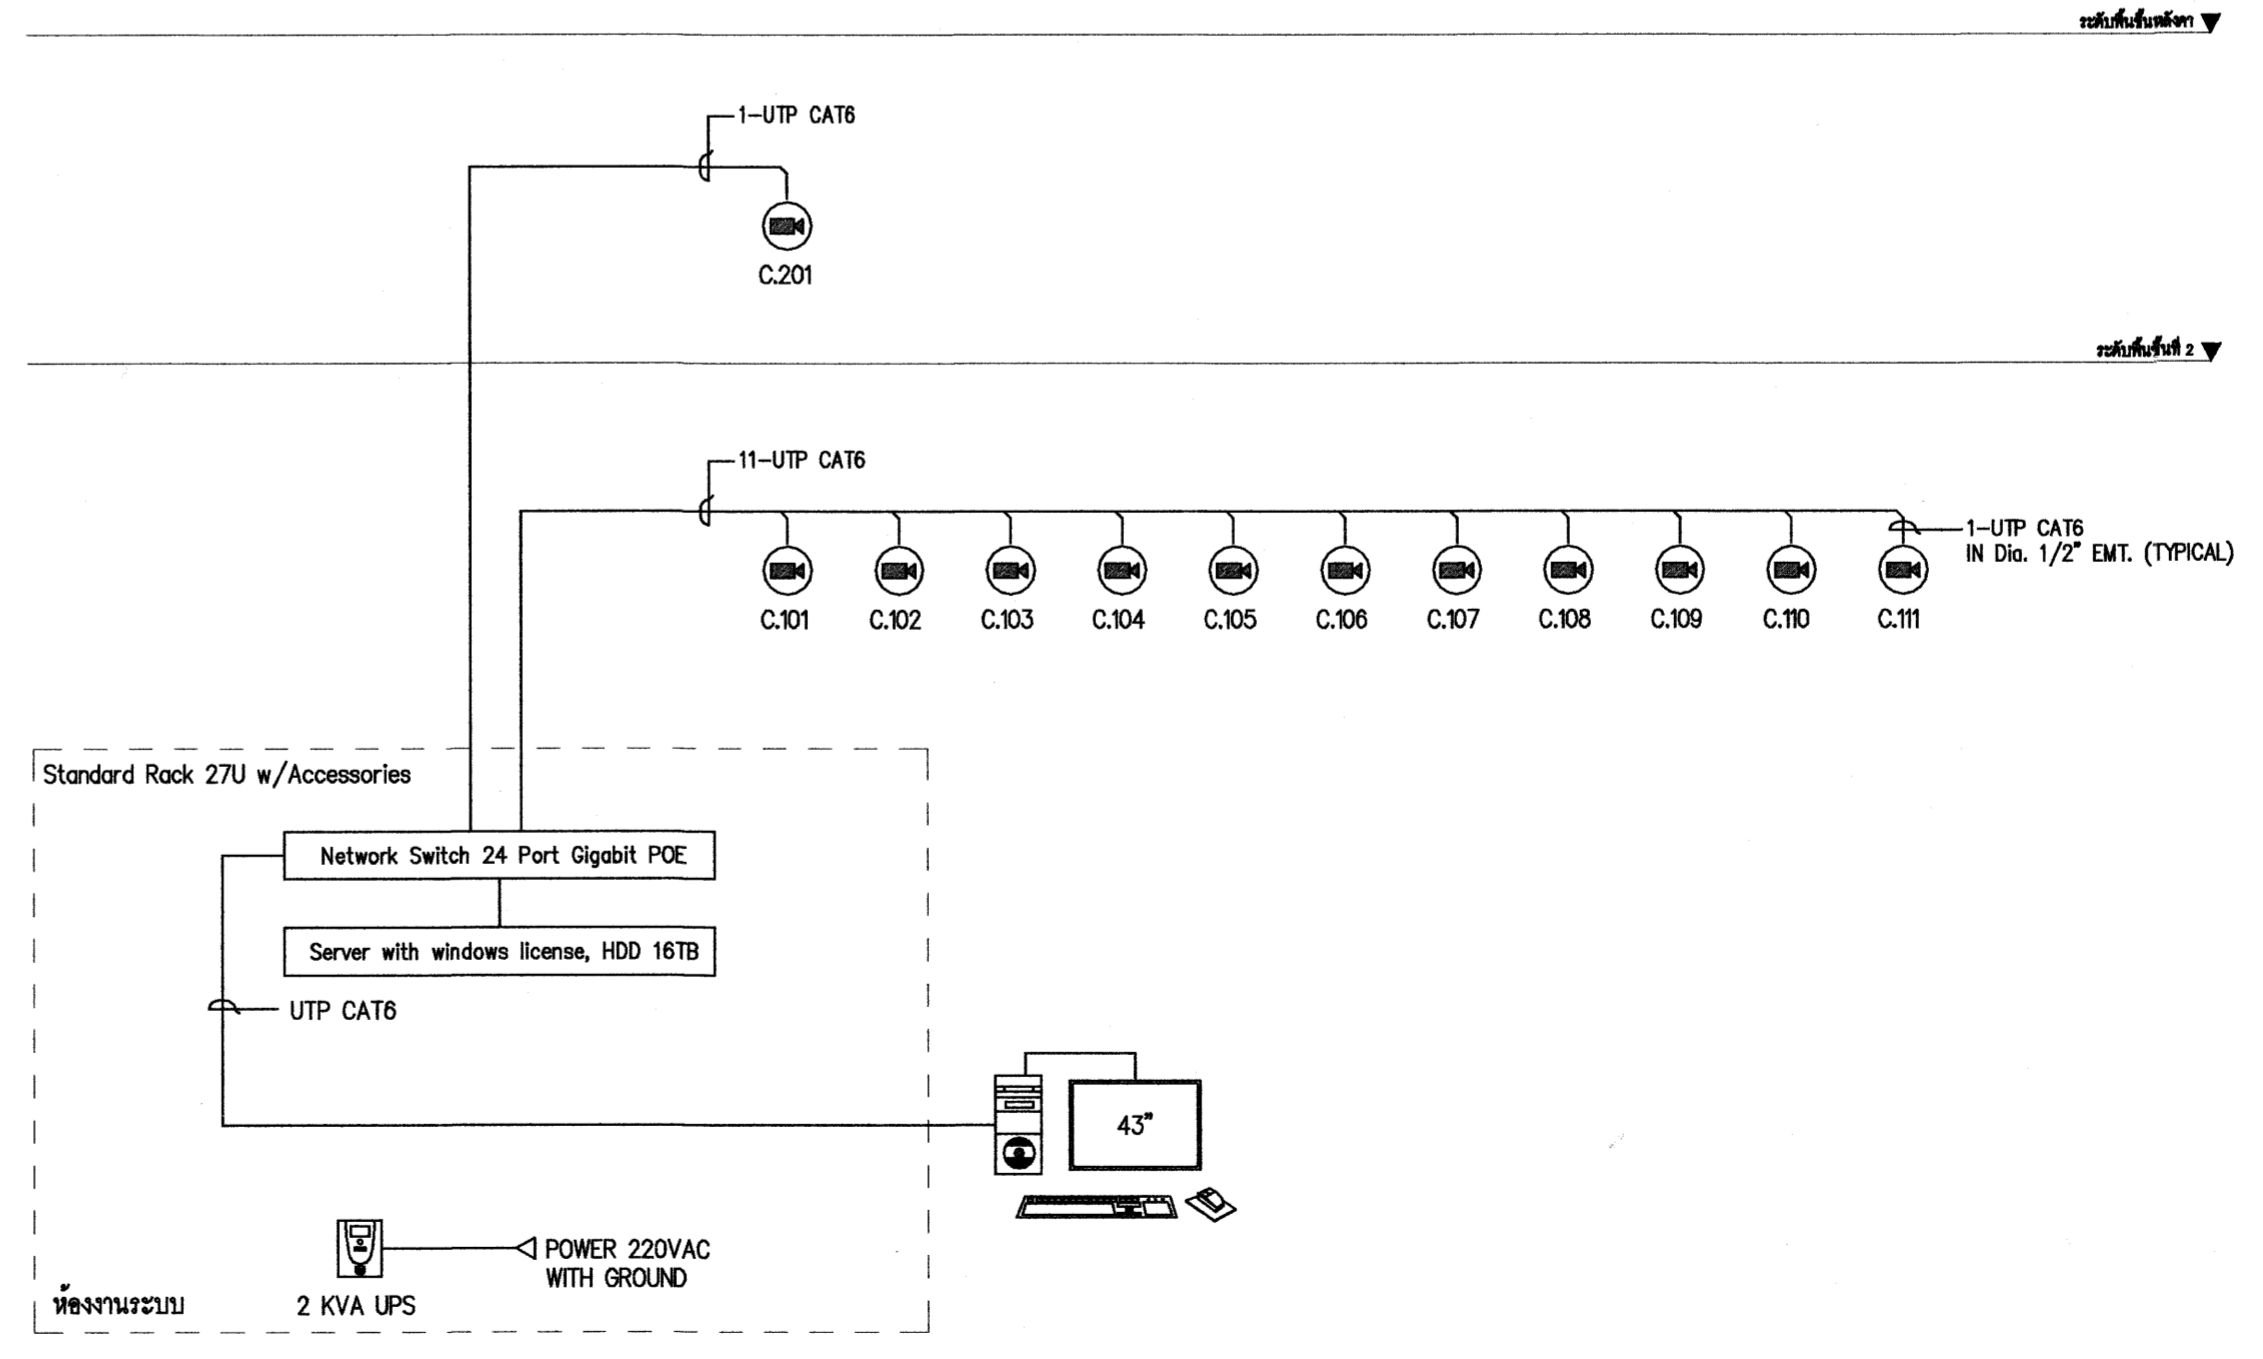 ระดับพื้นชั้นหลังคา
1-UTP CAT6
C.201
ระดับพื้นชั้นที่ 2
11-UTP CAT6
1-UTP CAT6
IN Dia. 1/2" EMT. (TYPICAL)
C.101 C.102 C.103 C.104 C.105 C.106 C.107 C.108 C.109 C.110 C.111
Standard Rack 27U w/Accessories
Network Switch 24 Port Gigabit POE
Server with windows license, HDD 16TB
UTP CAT6
43"
POWER 220VAC
WITH GROUND
ห้องงานระบบ
2 KVA UPS